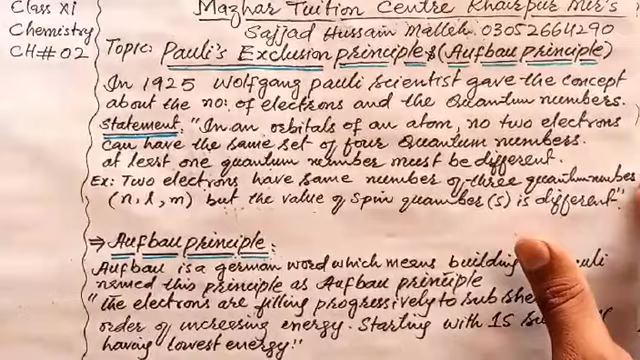 Class XI Mazhar Tuition Centre Khairpur Mir's
Chemistry Sajjad Hussain Malleh. 03052664290
CH#02 Topic: Pauli's Exclusion principle & (Aufbau principle)
In 1925 Wolfgang pauli scientist gave the concept
about the no: of electrons and the Quantum numbers.
Statement: "In an orbitals of an atom, no two electrons
can have the same set of four Quantum numbers.
at least one quantum number must be different.
Ex: Two electrons have same number of three quantum number
(n, l, m) but the value of spin quamber (s) is different".
⇒ Aufbau principle:
Aufbau is a german word which means building
named this principle as Aufbau principle
"the electrons are filling progressively to sub
order of increasing energy. Starting with 1S
having lowest energy."